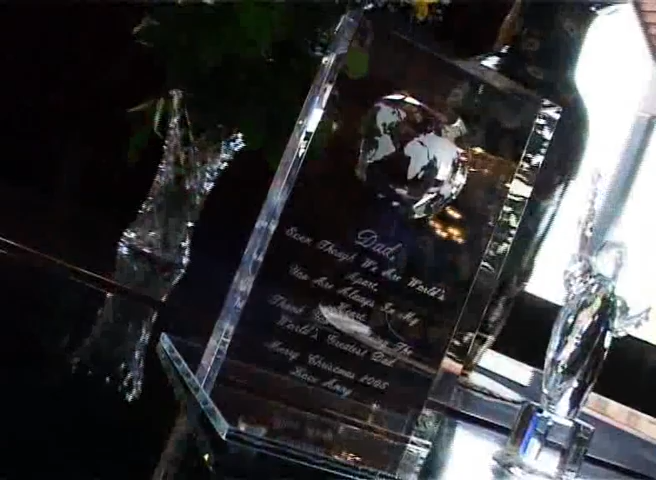 Dad,
Even Though We Are World's
Apart,
You Are Always In My
Heart.
Thank The
World's Greatest Dad
Merry Christmas 2005
Love Amy